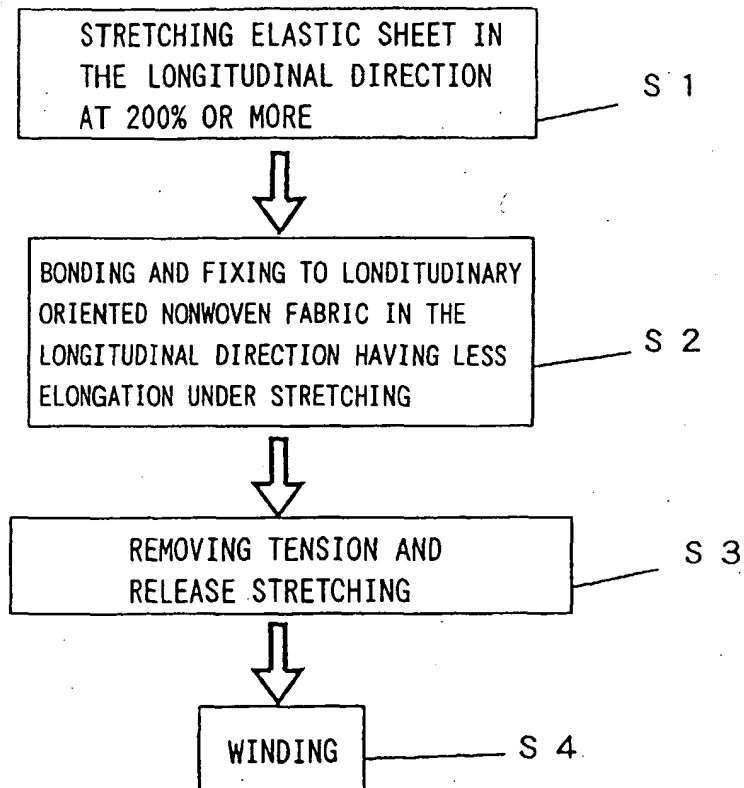 STRETCHING ELASTIC SHEET IN
THE LONGITUDINAL DIRECTION
AT 200% OR MORE
S 1
BONDING AND FIXING TO LONDITUDINARY
ORIENTED NONWOVEN FABRIC IN THE
LONGITUDINAL DIRECTION HAVING LESS
ELONGATION UNDER STRETCHING
S 2
REMOVING TENSION AND
RELEASE STRETCHING
S 3
WINDING
S 4